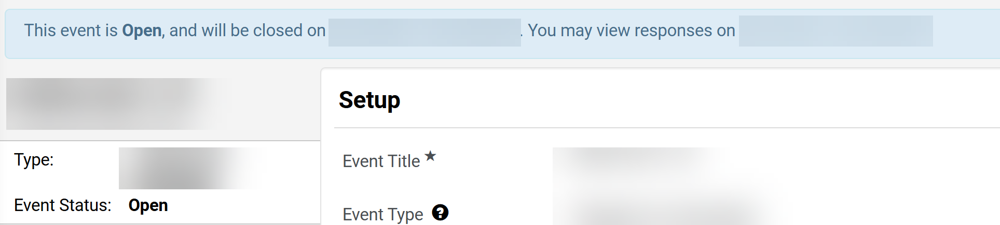 This event is Open, and will be closed on . You may view responses on
Setup
Type:
Event Title ★
Event Status: Open
Event Type ?